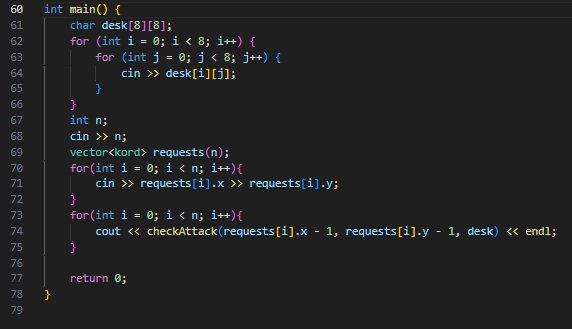 60 int main() {
61     char desk[8][8];
62     for (int i = 0; i < 8; i++) {
63         for (int j = 0; j < 8; j++) {
64             cin >> desk[i][j];
65         }
66     }
67     int n;
68     cin >> n;
69     vector<kord> requests(n);
70     for(int i = 0; i < n; i++){
71         cin >> requests[i].x >> requests[i].y;
72     }
73     for(int i = 0; i < n; i++){
74         cout << checkAttack(requests[i].x - 1, requests[i].y - 1, desk) << endl;
75     }
76
77     return 0;
78 }
79